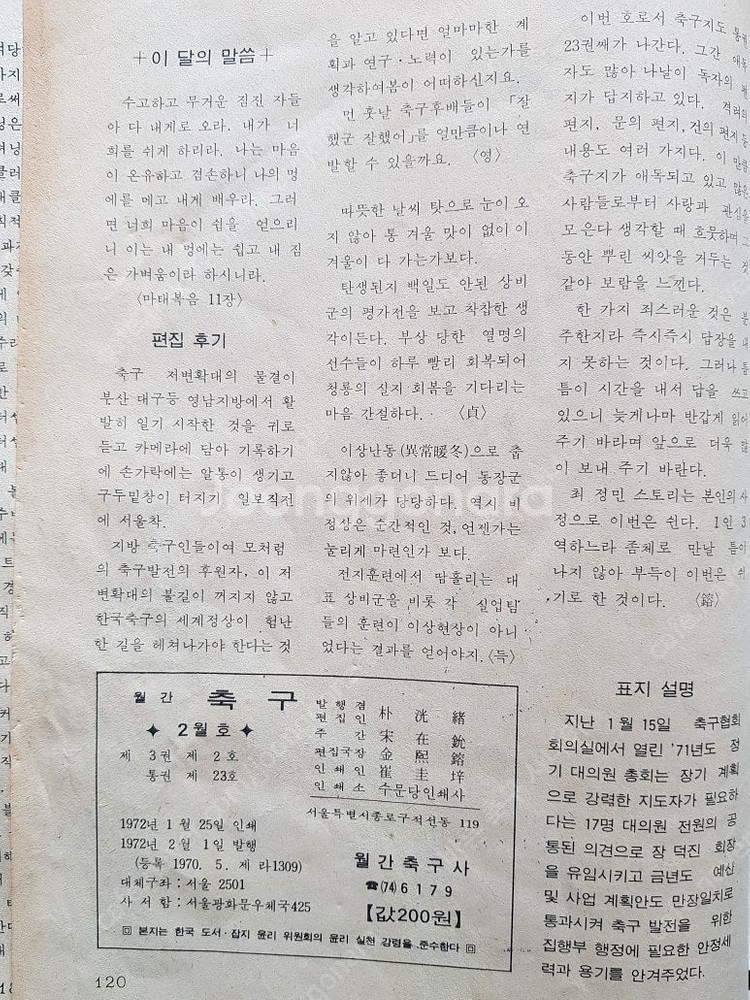 +이 달의 말씀+
수고하고 무거운 짐진 자들
아 다 내게로 오라. 내가 너
희를 쉬게 하리라. 나는 마음
이 온유하고 겸손하니 나의 멍
에를 메고 내게 배우라. 그러
면 너희 마음이 쉼을 얻으리
니 이는 내 멍에는 쉽고 내 짐
은 가벼움이라 하시니라.
〈마태복음 11장〉
편집 후기
축구 저변확대의 물결이
부산 대구등 영남지방에서 활
발히 일기 시작한 것을 귀로
듣고 카메라에 담아 기록하기
에 손가락에는 알통이 생기고
구두밑창이 터지기 일보직전
에 서울착.
지방 축구인들이여 모처럼
의 축구발전의 후원자, 이 저
변확대의 불길이 꺼지지 않고
한국축구의 세계정상이 험난
한 길을 헤쳐나가야 한다는 것
을 알고 있다면 얼마마한 계
획과 연구·노력이 있는가를
생각하여봄이 어떠하신지요.
먼 훗날 축구후배들이 「잘
했군 잘했어」를 얼만큼이나 연
발할 수 있을까요. 〈영〉
따뜻한 날씨 탓으로 눈이 오
지 않아 통 겨울 맛이 없이 이
겨울이 다 가는가보다.
탄생된지 백일도 안된 상비
군의 평가전을 보고 착찹한 생
각이든다. 부상 당한 열명의
선수들이 하루 빨리 회복되어
청룡의 실지 회복을 기다리는
마음 간절하다. 〈貞〉
이상난동(異常暖冬)으로 춥
지않아 좋더니 드디어 동장군
의 위세가 당당하다. 역시 비
정상은 순간적인 것, 언젠가는
눌리게 마련인가 보다.
전지훈련에서 땀흘리는 대
표 상비군을 비롯 각 실업팀
들의 훈련이 이상현장이 아니
었다는 결과를 얻어야지. 〈득〉
이번 호로서 축구지도 통권
23권째가 나간다. 그간 애독
자도 많아 나날이 독자의 편
지가 답지하고 있다. 격려의
편지, 문의 편지, 건의 편지 등
내용도 여러 가지다. 이 만큼
축구지가 애독되고 있고 많은
사람들로부터 사랑과 관심을
모은다 생각할 때 흐뭇하며 그
동안 뿌린 씨앗을 거두는 것
같아 보람을 느낀다.
한 가지 죄스러운 것은 분
주한지라 즉시즉시 답장을 내
지 못하는 것이다. 그러나 틈
틈이 시간을 내서 답을 쓰고
있으니 늦게나마 반갑게 읽어
주기 바라며 앞으로 더욱 많
이 보내 주기 바란다.
최 정민 스토리는 본인의 사
정으로 이번은 쉰다. 1인 3
역하느라 좀체로 만날 틈이
나지 않아 부득이 이번은 쉬
기로 한 것이다. 〈鎔〉
월간 축구
✦ 2월호 ✦
제 3권 제 2호
통권 제 23호
1972년 1월 25일 인쇄
1972년 2월 1일 발행
(등록 1970. 5. 제 라1309)
대체구좌 : 서울 2501
사 서 함 : 서울광화문우체국425
발행겸
편집인 朴 洸 緖
주 간 宋 在
편집국장 金 熙 鎔
인쇄인 崔 圭
인쇄소 수문당인쇄사
서울특별시종로구적선동 119
월간축구사
☎(74)6179
【값200원】
回 본지는 한국 도서·잡지 윤리 위원회의 윤리 실천 강령을 준수한다 回
표지 설명
지난 1월 15일 축구협회
회의실에서 열린 '71년도 정
기 대의원 총회는 장기 계획
으로 강력한 지도자가 필요하
다는 17명 대의원 전원의 공
통된 의견으로 장 덕진 회장
을 유임시키고 금년도 예산
및 사업 계획안도 만장일치로
통과시켜 축구 발전을 위한
집행부 행정에 필요한 안정세
력과 용기를 안겨주었다.
120